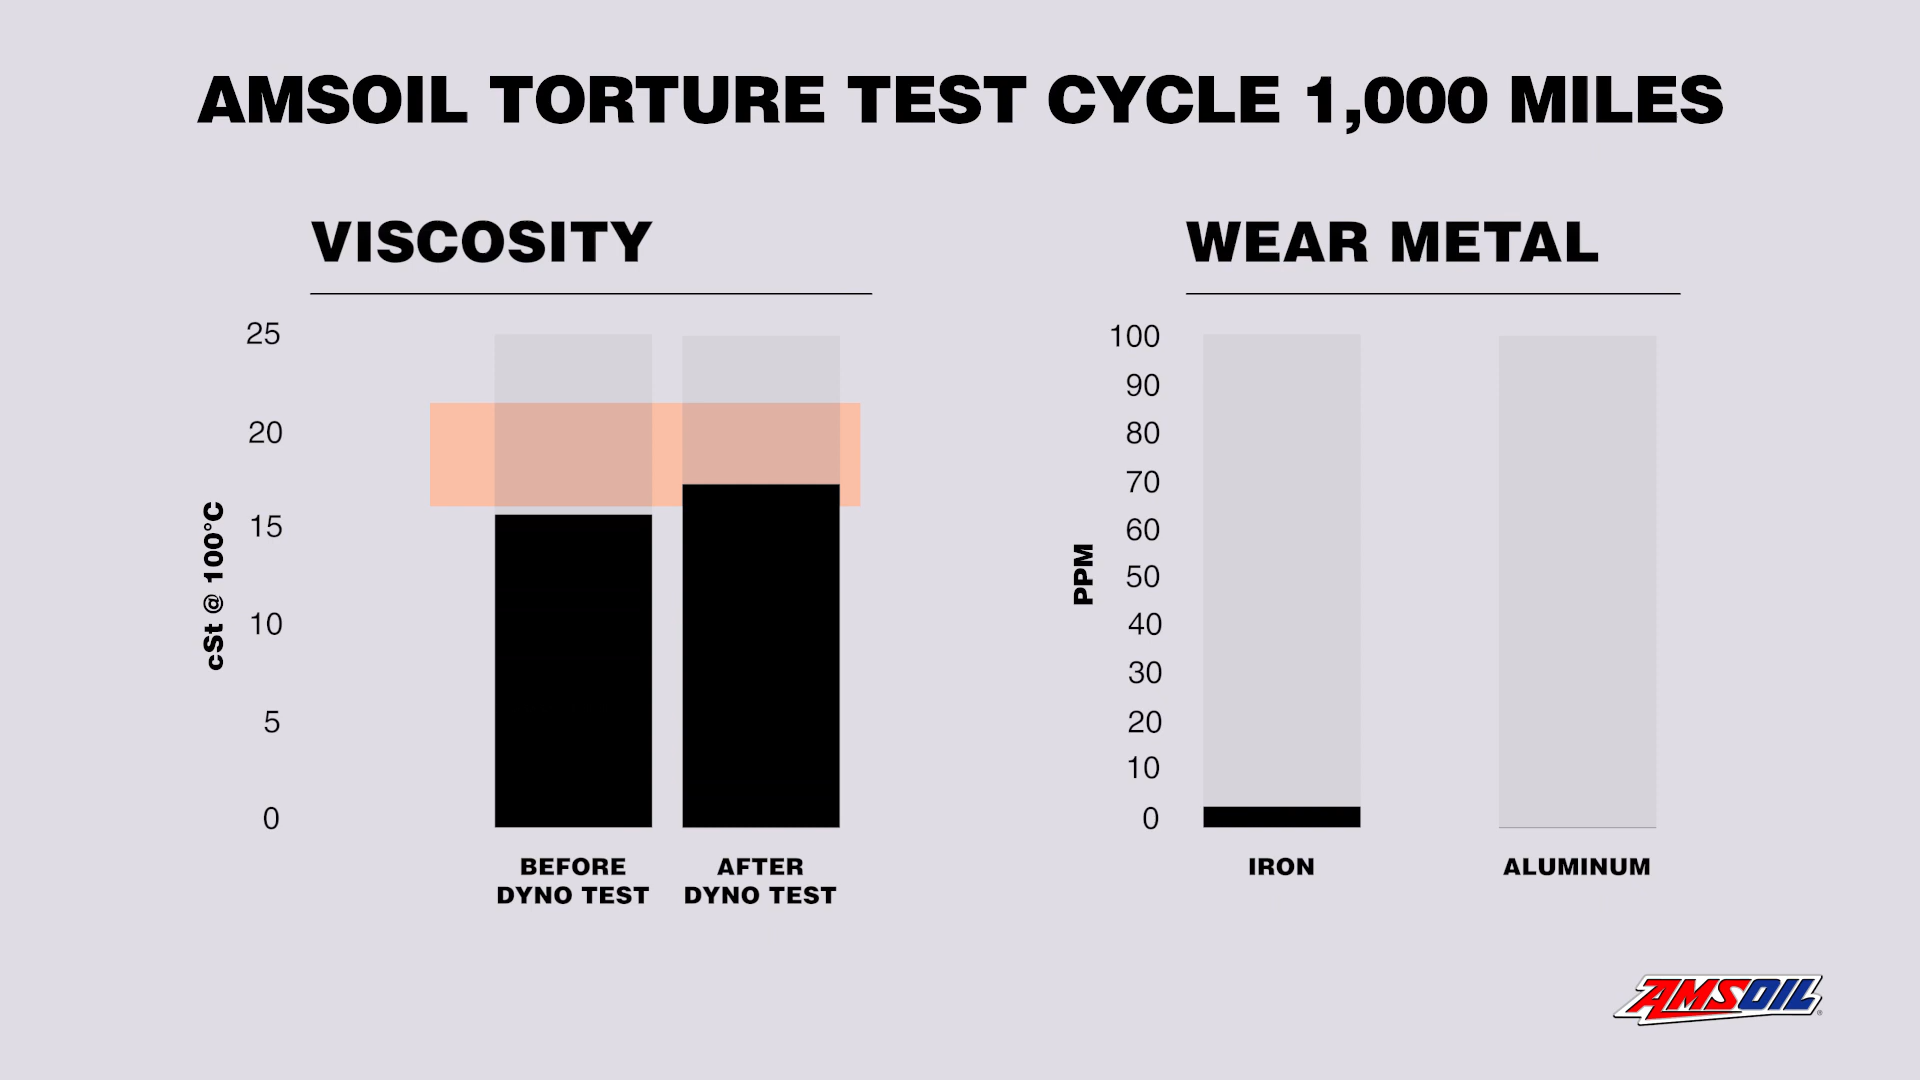 AMSOIL TORTURE TEST CYCLE 1,000 MILES
VISCOSITY
cSt @ 100°C
25
20
15
10
5
0
BEFORE
DYNO TEST
AFTER
DYNO TEST
WEAR METAL
PPM
100
90
80
70
60
50
40
30
20
10
0
IRON
ALUMINUM
AMSOIL®